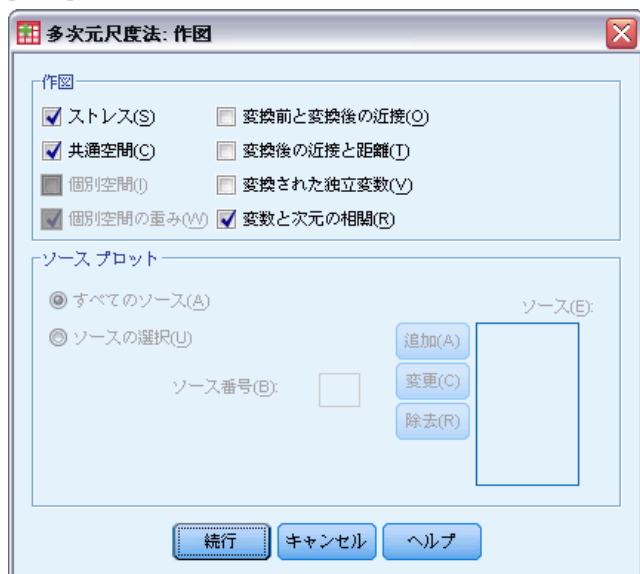 多次元尺度法: 作図
作図
ストレス(S)
変換前と変換後の近接(O)
共通空間(C)
変換後の近接と距離(T)
個別空間(I)
変換された独立変数(V)
個別空間の重み(W)
変数と次元の相関(R)
ソース プロット
すべてのソース(A)
ソース(E):
ソースの選択(U)
追加(A)
ソース番号(B):
変更(C)
除去(R)
続行
キャンセル
ヘルプ